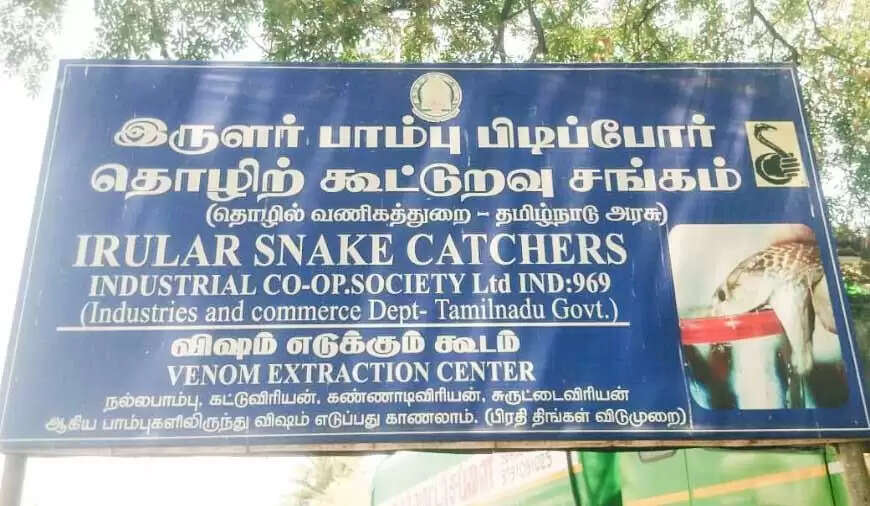 இருளர் பாம்பு பிடிப்போர்
தொழிற் கூட்டுறவு சங்கம்
(தொழில் வணிகத்துறை - தமிழ்நாடு அரசு)
IRULAR SNAKE CATCHERS
INDUSTRIAL CO-OP.SOCIETY Ltd IND:969
(Industries and commerce Dept- Tamilnadu Govt.)
விஷம் எடுக்கும் கூடம்
VENOM EXTRACTION CENTER
நல்லபாம்பு, கட்டுவிரியன், கண்ணாடிவிரியன், சுருட்டைவிரியன்
ஆகிய பாம்புகளிலிருந்து விஷம் எடுப்பது காணலாம். (பிரதி திங்கள் விடுமுறை)